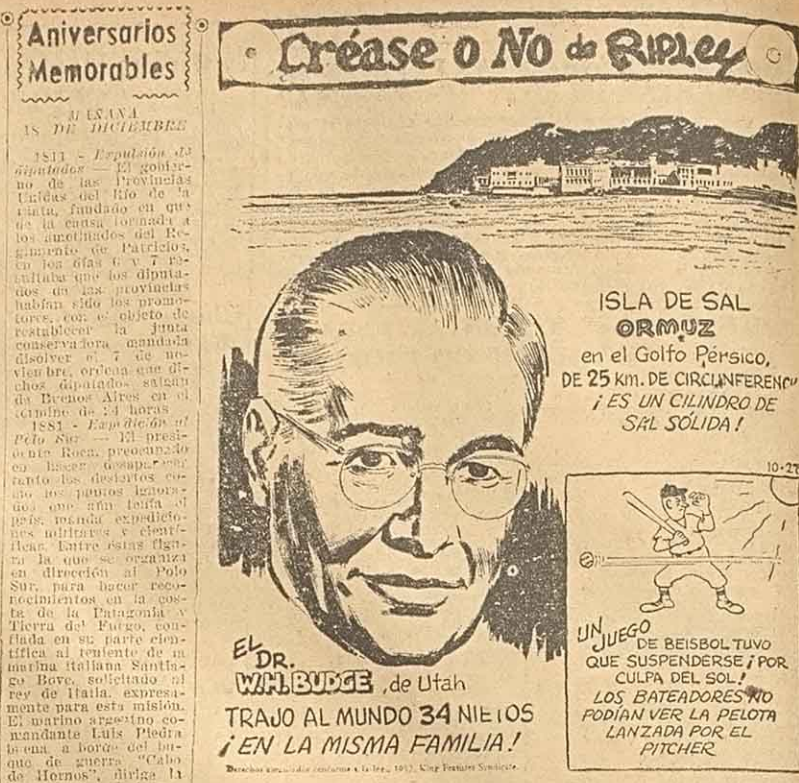 Aniversarios
Memorables
MAÑANA
18 DE DICIEMBRE
1811 - Expulsión de
diputados — El gobier-
no de las Provincias
Unidas del Río de la
Plata, fundado en que
de la causa formada a
los amotinados del Re-
gimiento de Patricios,
en los días 6 y 7 re-
sultaba que los diputa-
dos de las provincias
habían sido los promo-
tores, con el objeto de
restablecer la junta
conservadora mandada
disolver el 7 de no-
viembre, ordena que di-
chos diputados salgan
de Buenos Aires en el
término de 24 horas
1881 - Expedición al
Polo Sur — El presi-
dente Roca, preocupado
en hacer desaparecer
tanto los desiertos co-
mo los puntos ignora-
dos que aún tenía el
país, manda expedicio-
nes militares y cientí-
ficas. Entre éstas figu-
ra la que se organiza
en dirección al Polo
Sur, para hacer reco-
nocimientos en la cos-
ta de la Patagonia y
Tierra del Fuego, con-
fiada en su parte cien-
tífica al teniente de la
marina italiana Santia-
go Bove, solicitado al
rey de Italia, expresa-
mente para esta misión.
El marino argentino co-
mandante Luis Piedra
buena, a bordo del bu-
que de guerra "Cabo
de Hornos", dirige la
Créase o No de Ripley
ISLA DE SAL
ORMUZ
en el Golfo Pérsico,
DE 25 KM. DE CIRCUNFERENCI
¡ES UN CILINDRO DE
SAL SÓLIDA!
10-27
EL
DR.
W.H. BUDGE, de Utah
TRAJO AL MUNDO 34 NIETOS
¡EN LA MISMA FAMILIA!
King Features Syndicate
UN
JUEGO
DE BEISBOL TUVO
QUE SUSPENDERSE ¡POR
CULPA DEL SOL!
LOS BATEADORES NO
PODÍAN VER LA PELOTA
LANZADA POR EL
PITCHER